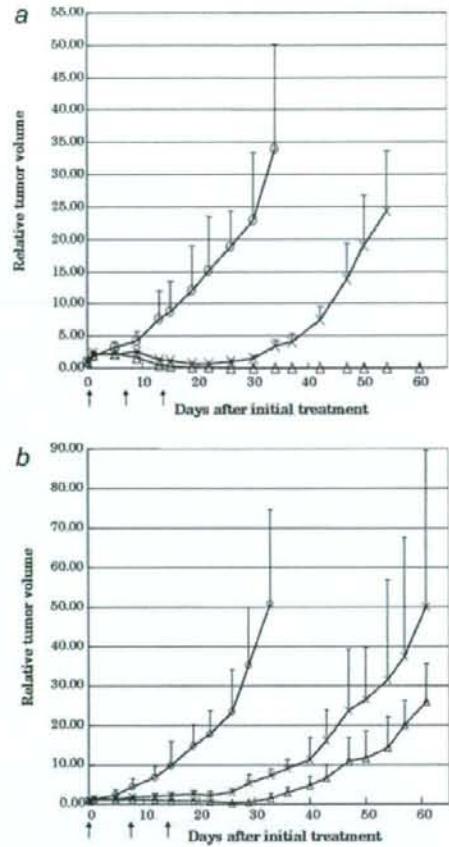 a
55.00
50.00
45.00
40.00
35.00
30.00
25.00
20.00
15.00
10.00
5.00
0.00
Relative tumor volume
0 10 20 30 40 50 60
Days after initial treatment
b
90.00
80.00
70.00
60.00
50.00
40.00
30.00
20.00
10.00
0.00
Relative tumor volume
0 10 20 30 40 50 60
Days after initial treatment